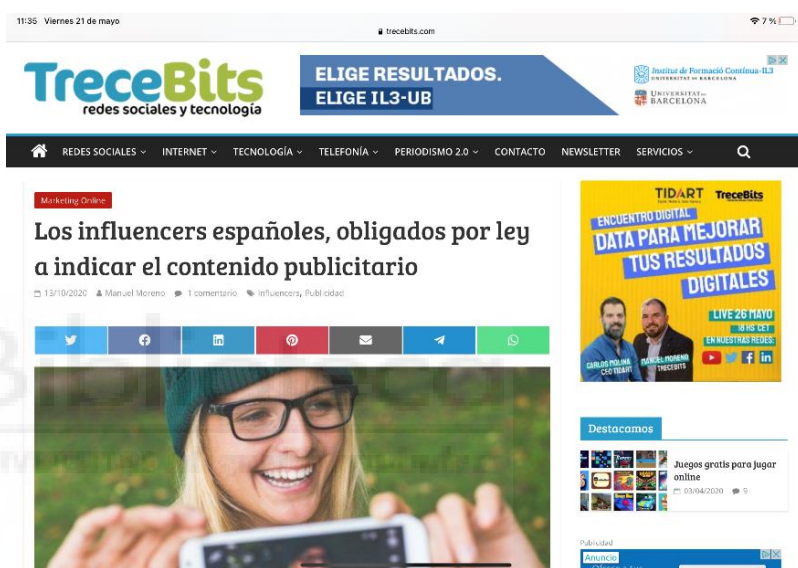 11:35 Viernes 21 de mayo
trecebits.com
7 %
TreceBits
redes sociales y tecnología
ELIGE RESULTADOS.
ELIGE IL3-UB
Institut de Formació Contínua-IL3
UNIVERSITAT DE BARCELONA
UNIVERSITAT DE
BARCELONA
REDES SOCIALES INTERNET TECNOLOGÍA TELEFONÍA PERIODISMO 2.0 CONTACTO NEWSLETTER SERVICIOS
Marketing Online
Los influencers españoles, obligados por ley
a indicar el contenido publicitario
13/10/2020 Manuel Moreno 1 comentario Influencers, Publicidad
TIDART TreceBits
ENCUENTRO DIGITAL
DATA PARA MEJORAR
TUS RESULTADOS
DIGITALES
LIVE 26 MAYO
18 HS CET
EN NUESTRAS REDES:
CARLOS MOLINA
CEO TIDART
MANUEL MORENO
TRECEBITS
Destacamos
Juegos gratis para jugar
online
03/04/2020 9
Publicidad
Anuncio
Biblioteca